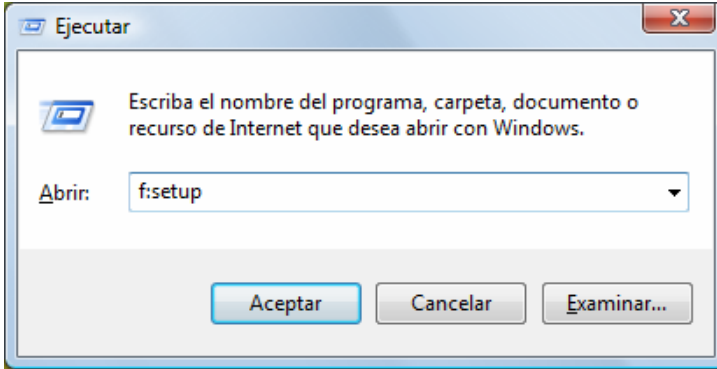 Ejecutar
Escriba el nombre del programa, carpeta, documento o
recurso de Internet que desea abrir con Windows.
Abrir: f:setup
Aceptar Cancelar Examinar...